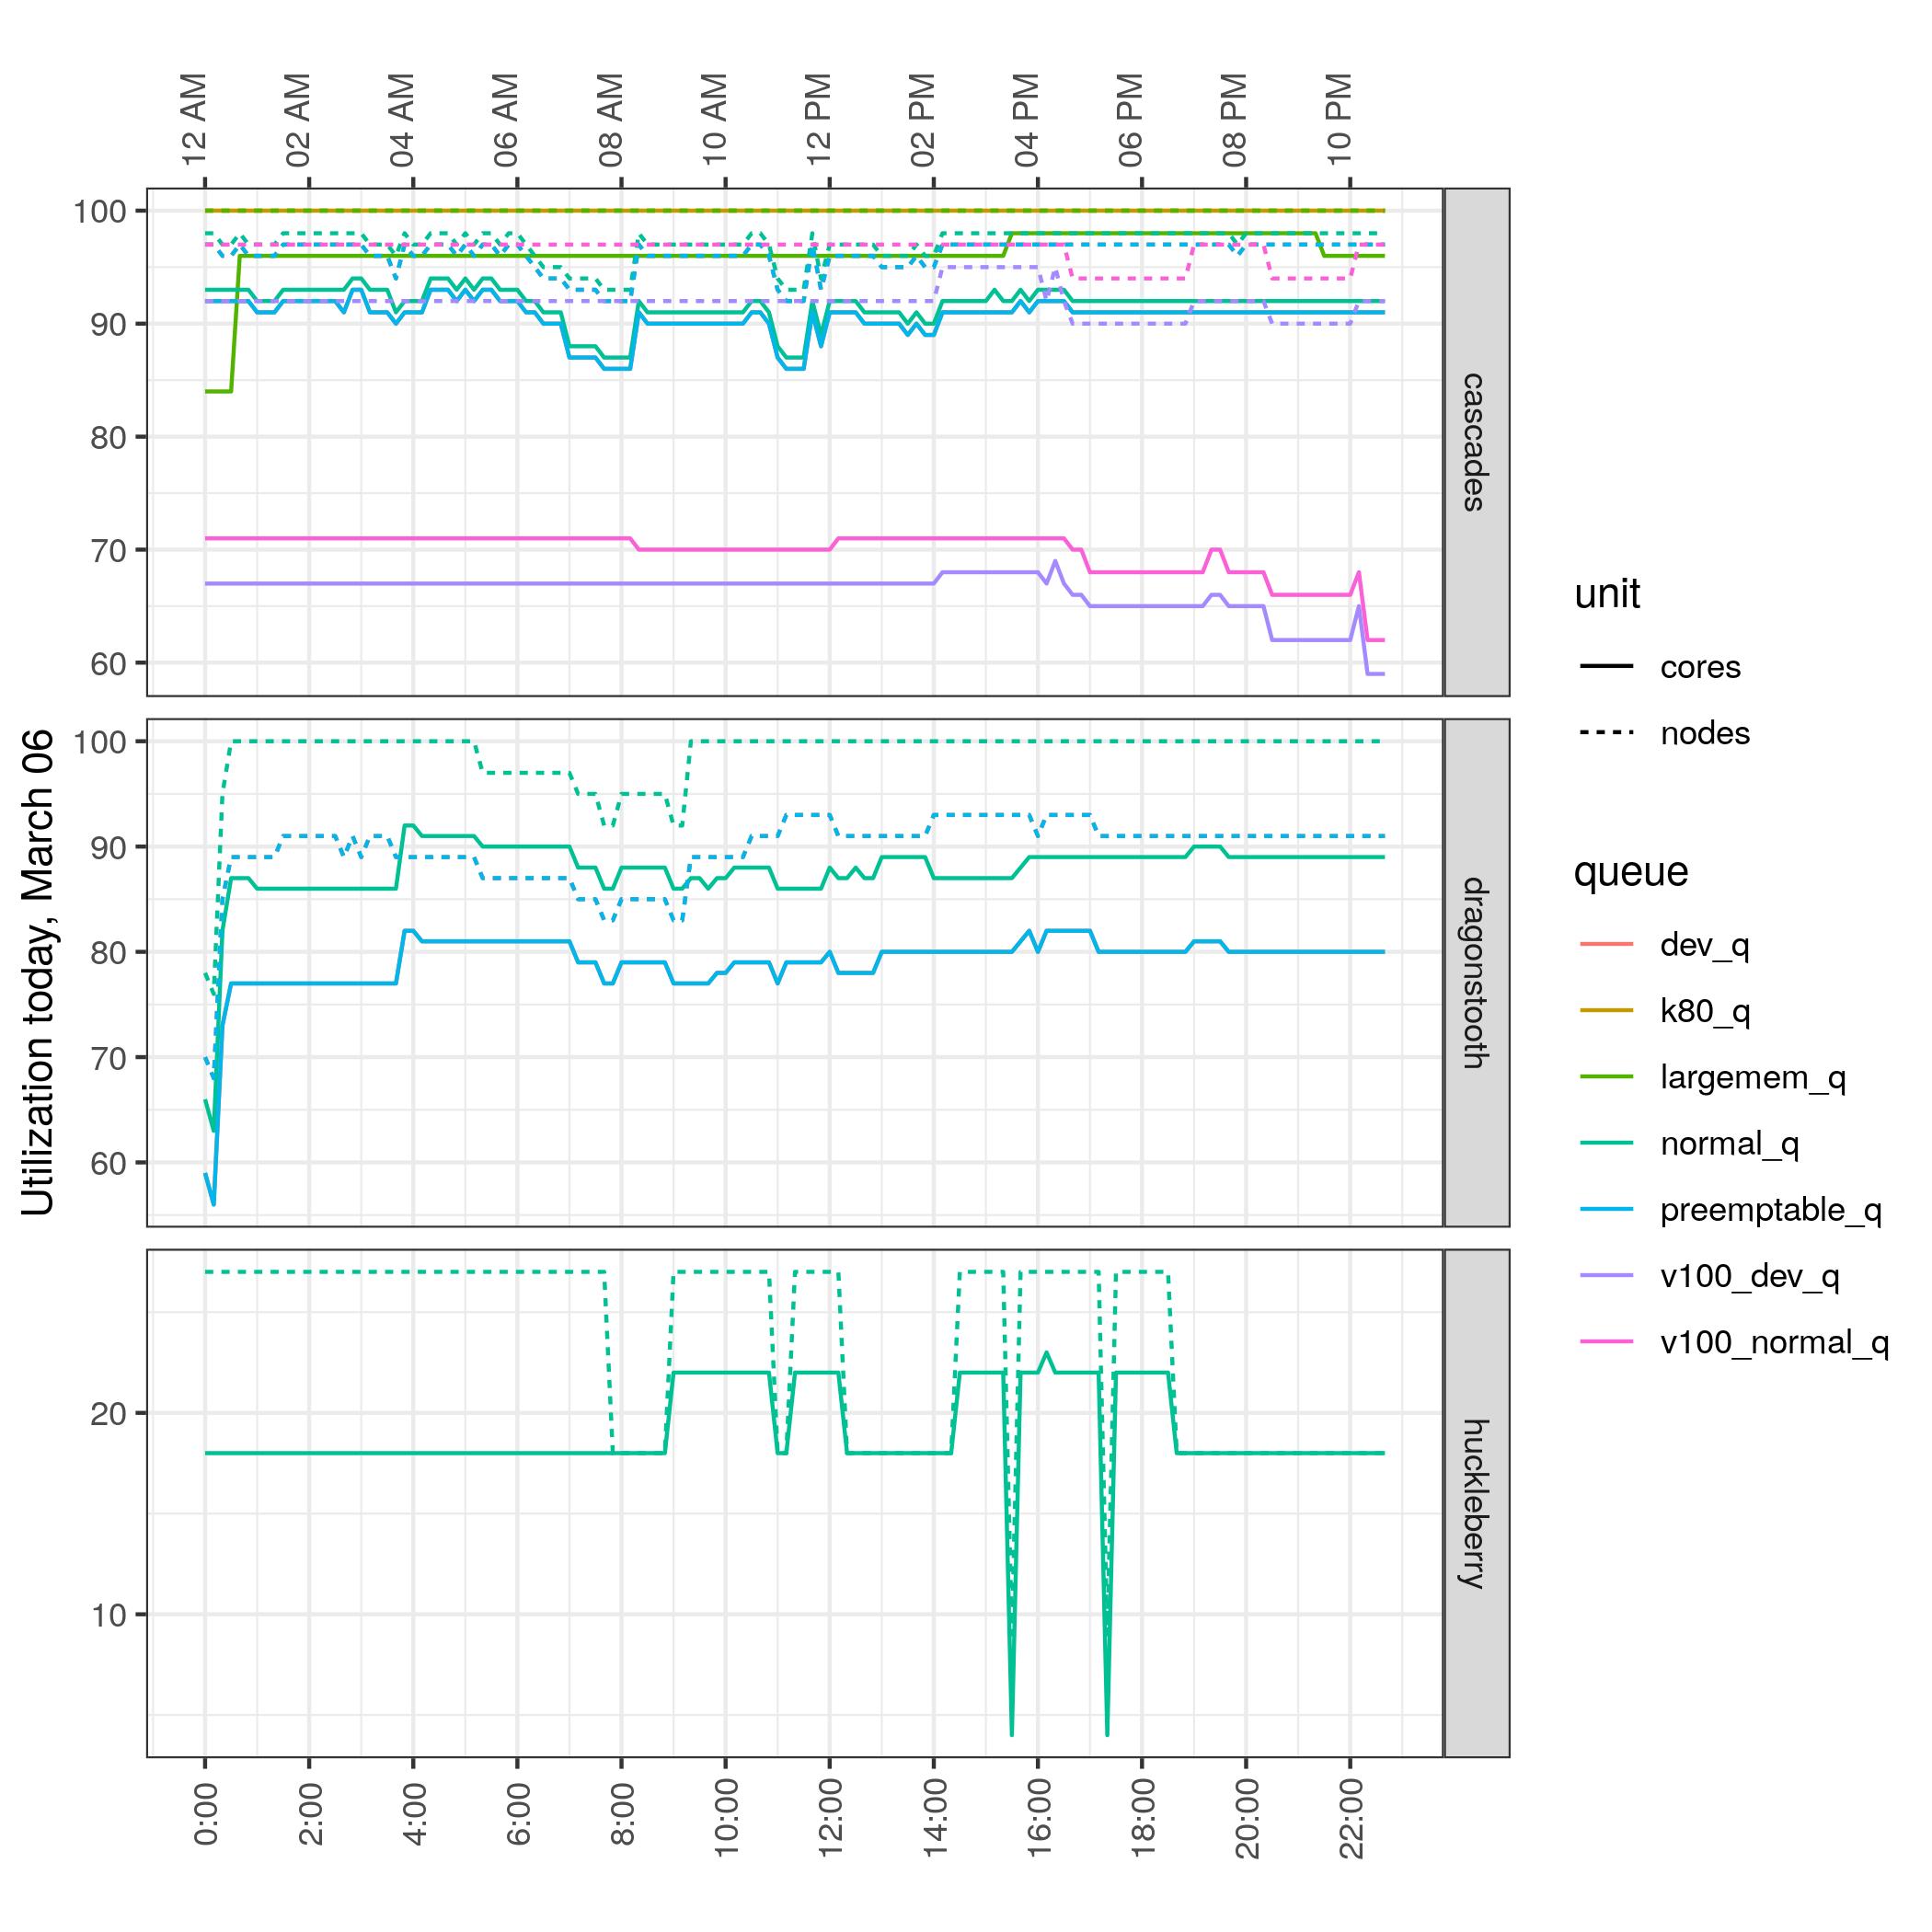 12 AM
02 AM
04 AM
06 AM
08 AM
10 AM
12 PM
02 PM
04 PM
06 PM
08 PM
10 PM
Utilization today, March 06
100
90
80
70
60
cascades
100
90
80
70
60
dragonstooth
20
10
huckleberry
0:00
2:00
4:00
6:00
8:00
10:00
12:00
14:00
16:00
18:00
20:00
22:00
unit
cores
nodes
queue
dev_q
k80_q
largemem_q
normal_q
preemptable_q
v100_dev_q
v100_normal_q